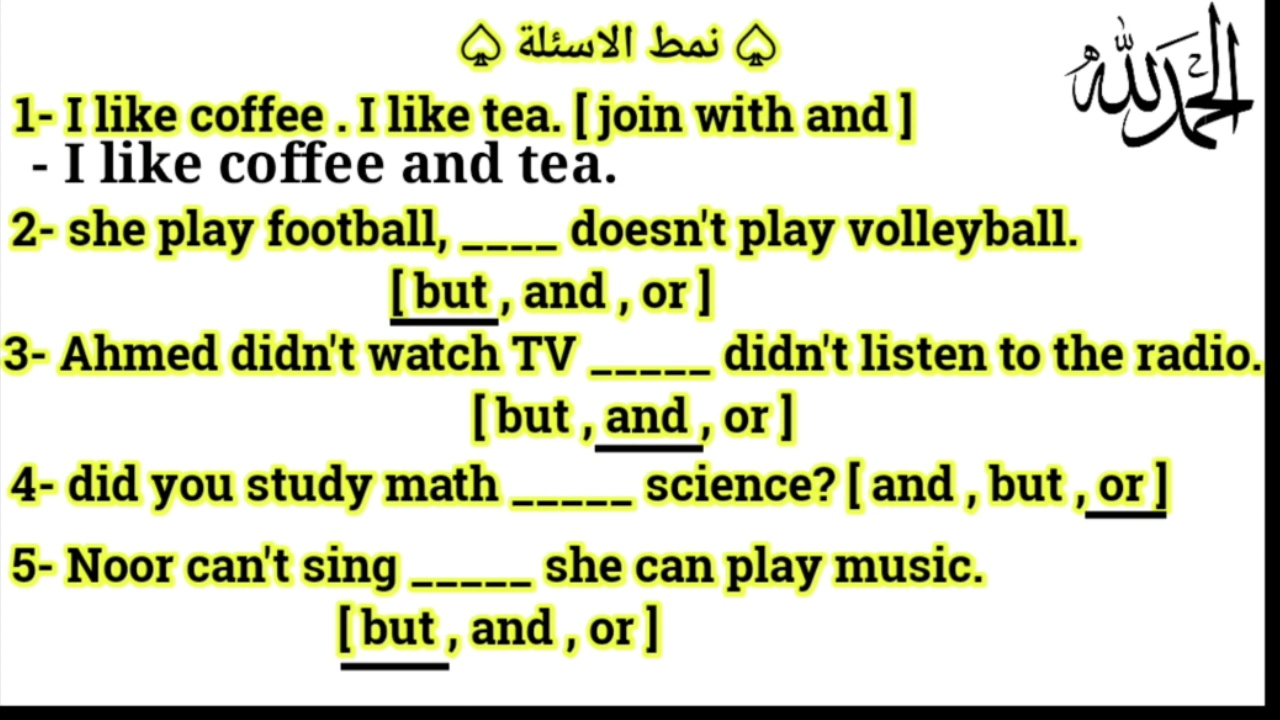 ♤ نمط الاسئلة ♤
الحمدلله
1- I like coffee . I like tea. [ join with and ]
- I like coffee and tea.
2- she play football, ____ doesn't play volleyball.
[ but , and , or ]
3- Ahmed didn't watch TV _____ didn't listen to the radio.
[ but , and , or ]
4- did you study math _____ science? [ and , but , or ]
5- Noor can't sing _____ she can play music.
[ but , and , or ]